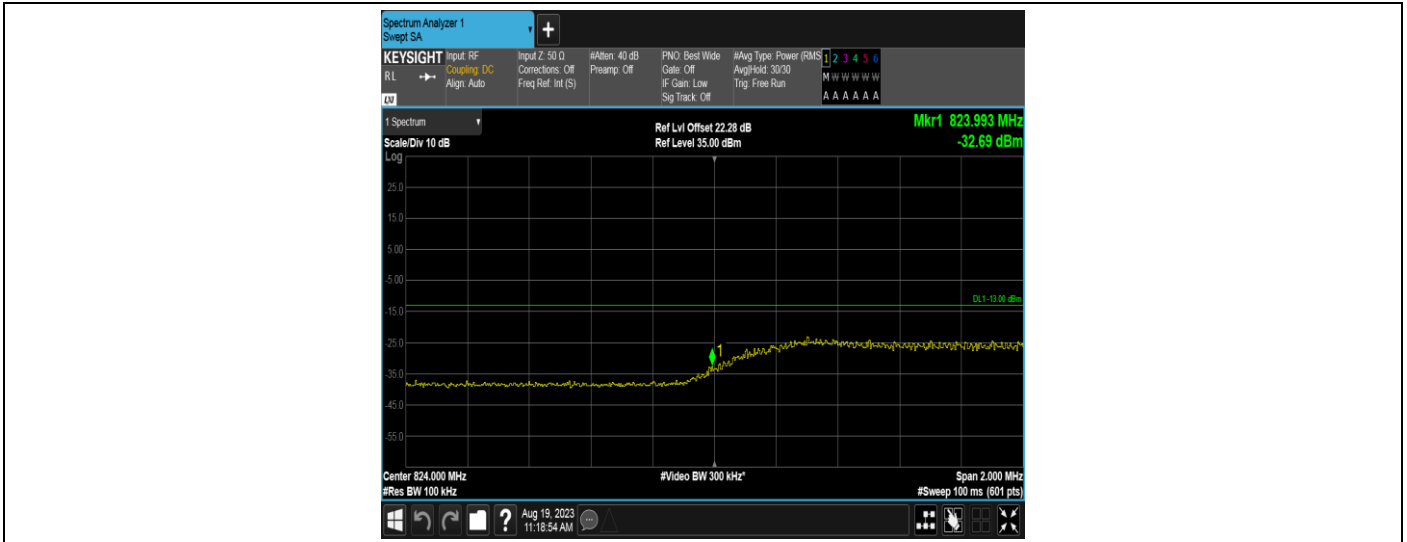 Spectrum Analyzer 1
Swept SA
+
KEYSIGHT
RL
LXI
Input: RF
Coupling: DC
Align: Auto
Input Z: 50 Ω
Corrections: Off
Freq Ref: Int (S)
#Atten: 40 dB
Preamp: Off
PNO: Best Wide
Gate: Off
IF Gain: Low
Sig Track: Off
#Avg Type: Power (RMS
Avg|Hold: 30/30
Trig: Free Run
1 2 3 4 5 6
M W W W W W
A A A A A A
1 Spectrum
Scale/Div 10 dB
Ref Lvl Offset 22.28 dB
Ref Level 35.00 dBm
Mkr1 823.993 MHz
-32.69 dBm
Log
25.0
15.0
5.00
-5.00
DL1 -13.00 dBm
-15.0
-25.0
1
-35.0
-45.0
-55.0
Center 824.000 MHz
#Video BW 300 kHz*
Span 2.000 MHz
#Res BW 100 kHz
#Sweep 100 ms (601 pts)
?
Aug 19, 2023
11:18:54 AM